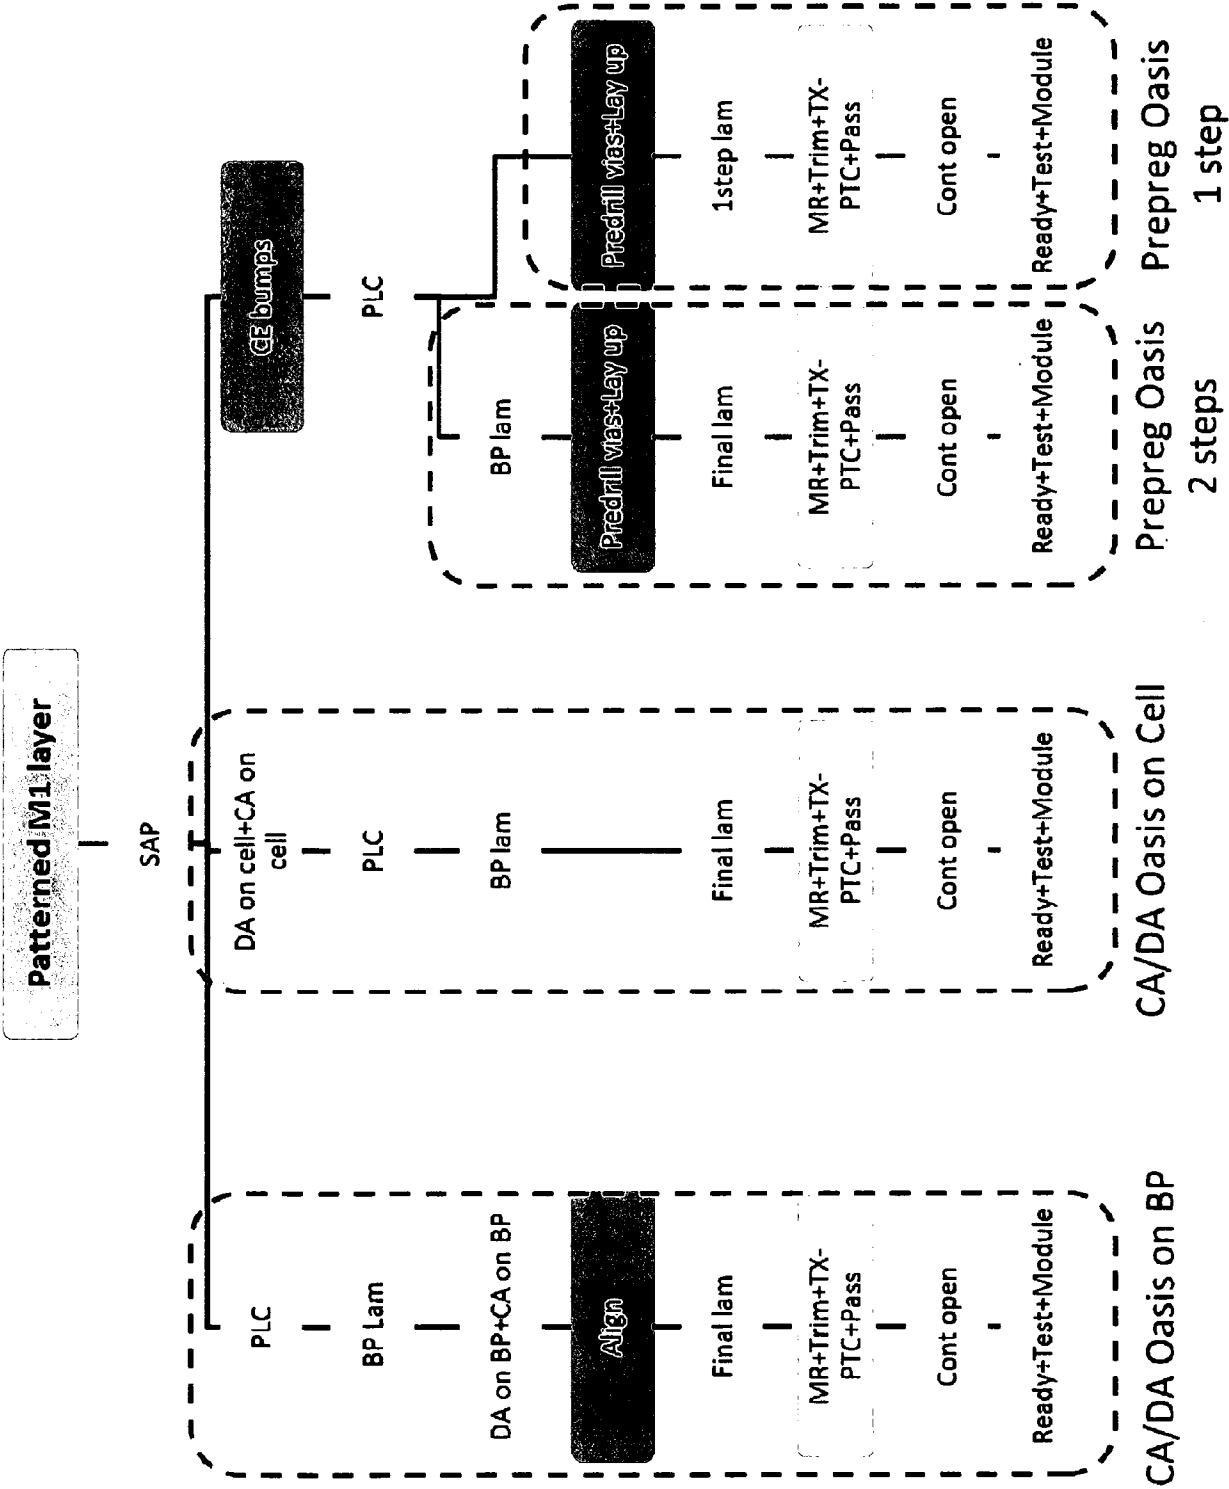 Patterned M1 layer
SAP
PLC
BP Lam
DA on BP+CA on BP
Align
Final lam
MR+Trim+TX-
PTC+Pass
Cont open
Ready+Test+Module
CA/DA Oasis on BP
DA on cell+CA on
cell
PLC
BP lam
Final lam
MR+Trim+TX-
PTC+Pass
Cont open
Ready+Test+Module
CA/DA Oasis on Cell
CE bumps
PLC
BP lam
Predrill vias+Lay up
Final lam
MR+Trim+TX-
PTC+Pass
Cont open
Ready+Test+Module
Prepreg Oasis
2 steps
Predrill vias+Lay up
1step lam
MR+Trim+TX-
PTC+Pass
Cont open
Ready+Test+Module
Prepreg Oasis
1 step